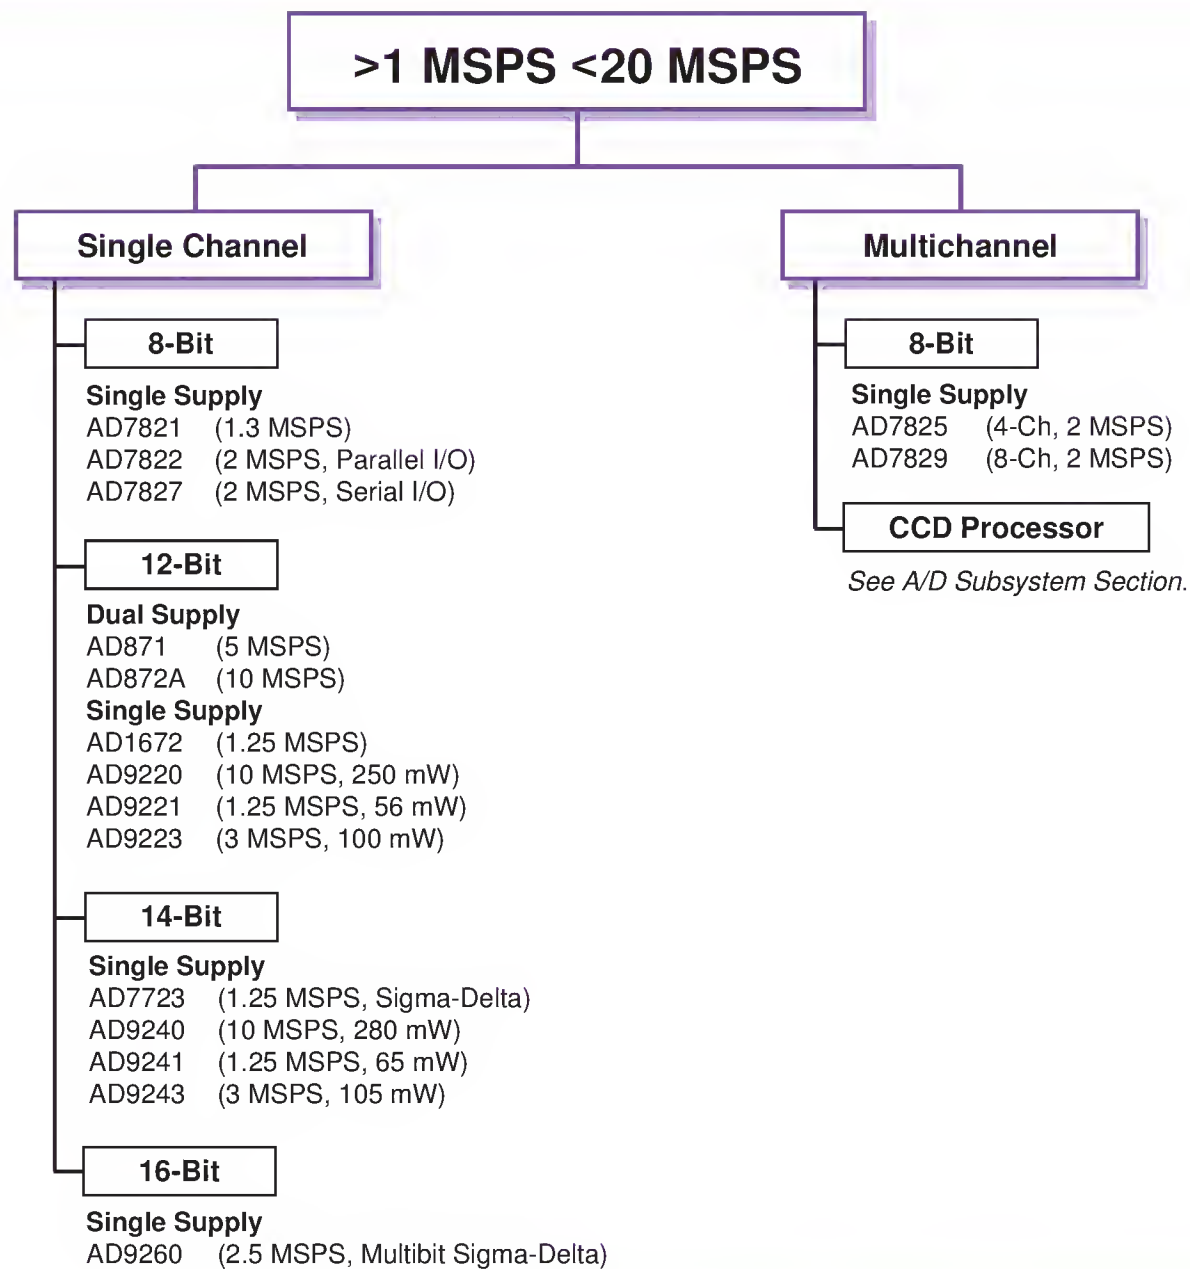 >1 MSPS <20 MSPS
Single Channel
8-Bit
Single Supply
AD7821 (1.3 MSPS)
AD7822 (2 MSPS, Parallel I/O)
AD7827 (2 MSPS, Serial I/O)
12-Bit
Dual Supply
AD871 (5 MSPS)
AD872A (10 MSPS)
Single Supply
AD1672 (1.25 MSPS)
AD9220 (10 MSPS, 250 mW)
AD9221 (1.25 MSPS, 56 mW)
AD9223 (3 MSPS, 100 mW)
14-Bit
Single Supply
AD7723 (1.25 MSPS, Sigma-Delta)
AD9240 (10 MSPS, 280 mW)
AD9241 (1.25 MSPS, 65 mW)
AD9243 (3 MSPS, 105 mW)
16-Bit
Single Supply
AD9260 (2.5 MSPS, Multibit Sigma-Delta)
Multichannel
8-Bit
Single Supply
AD7825 (4-Ch, 2 MSPS)
AD7829 (8-Ch, 2 MSPS)
CCD Processor
See A/D Subsystem Section.